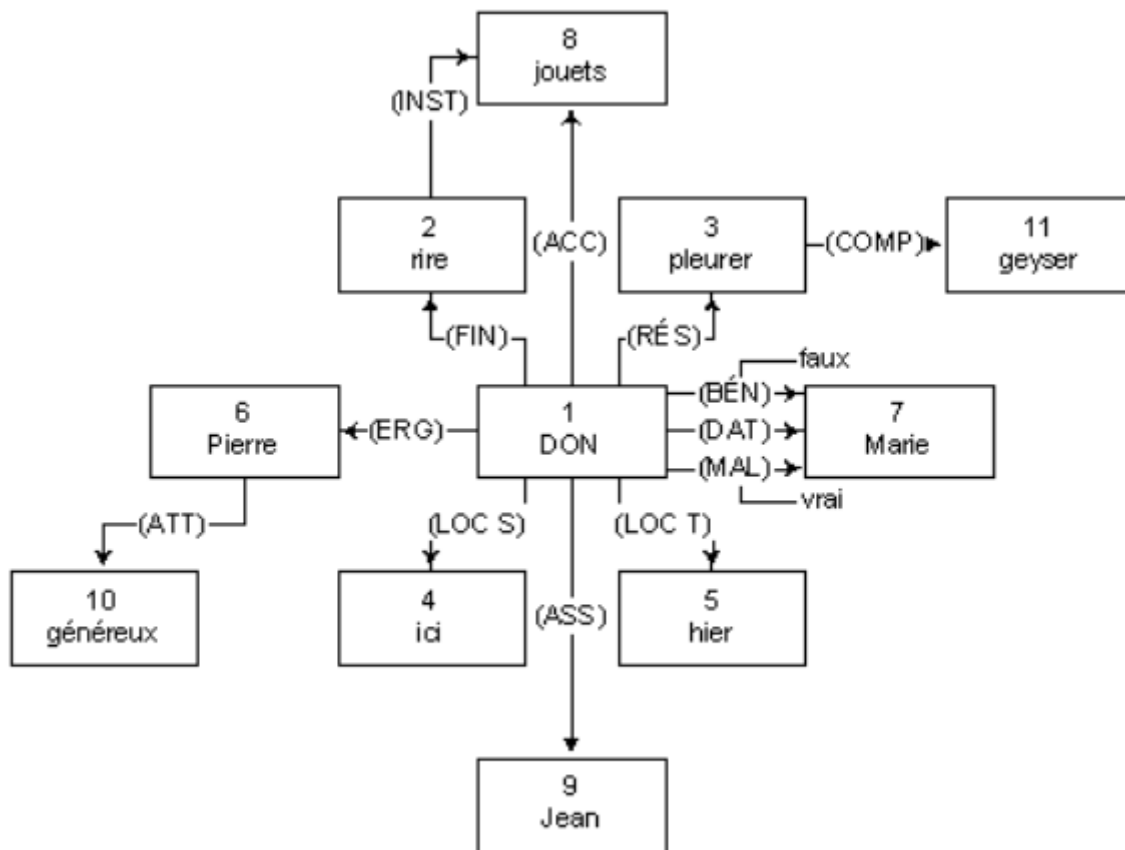 8
jouets
(INST)
2
rire
(ACC)
3
pleurer
(COMP)
11
geyser
(FIN)
(RÉS)
faux
6
Pierre
(ERG)
1
DON
(BÉN)
(DAT)
(MAL)
7
Marie
vrai
(ATT)
(LOC S)
(LOC T)
10
généreux
4
ici
(ASS)
5
hier
9
Jean